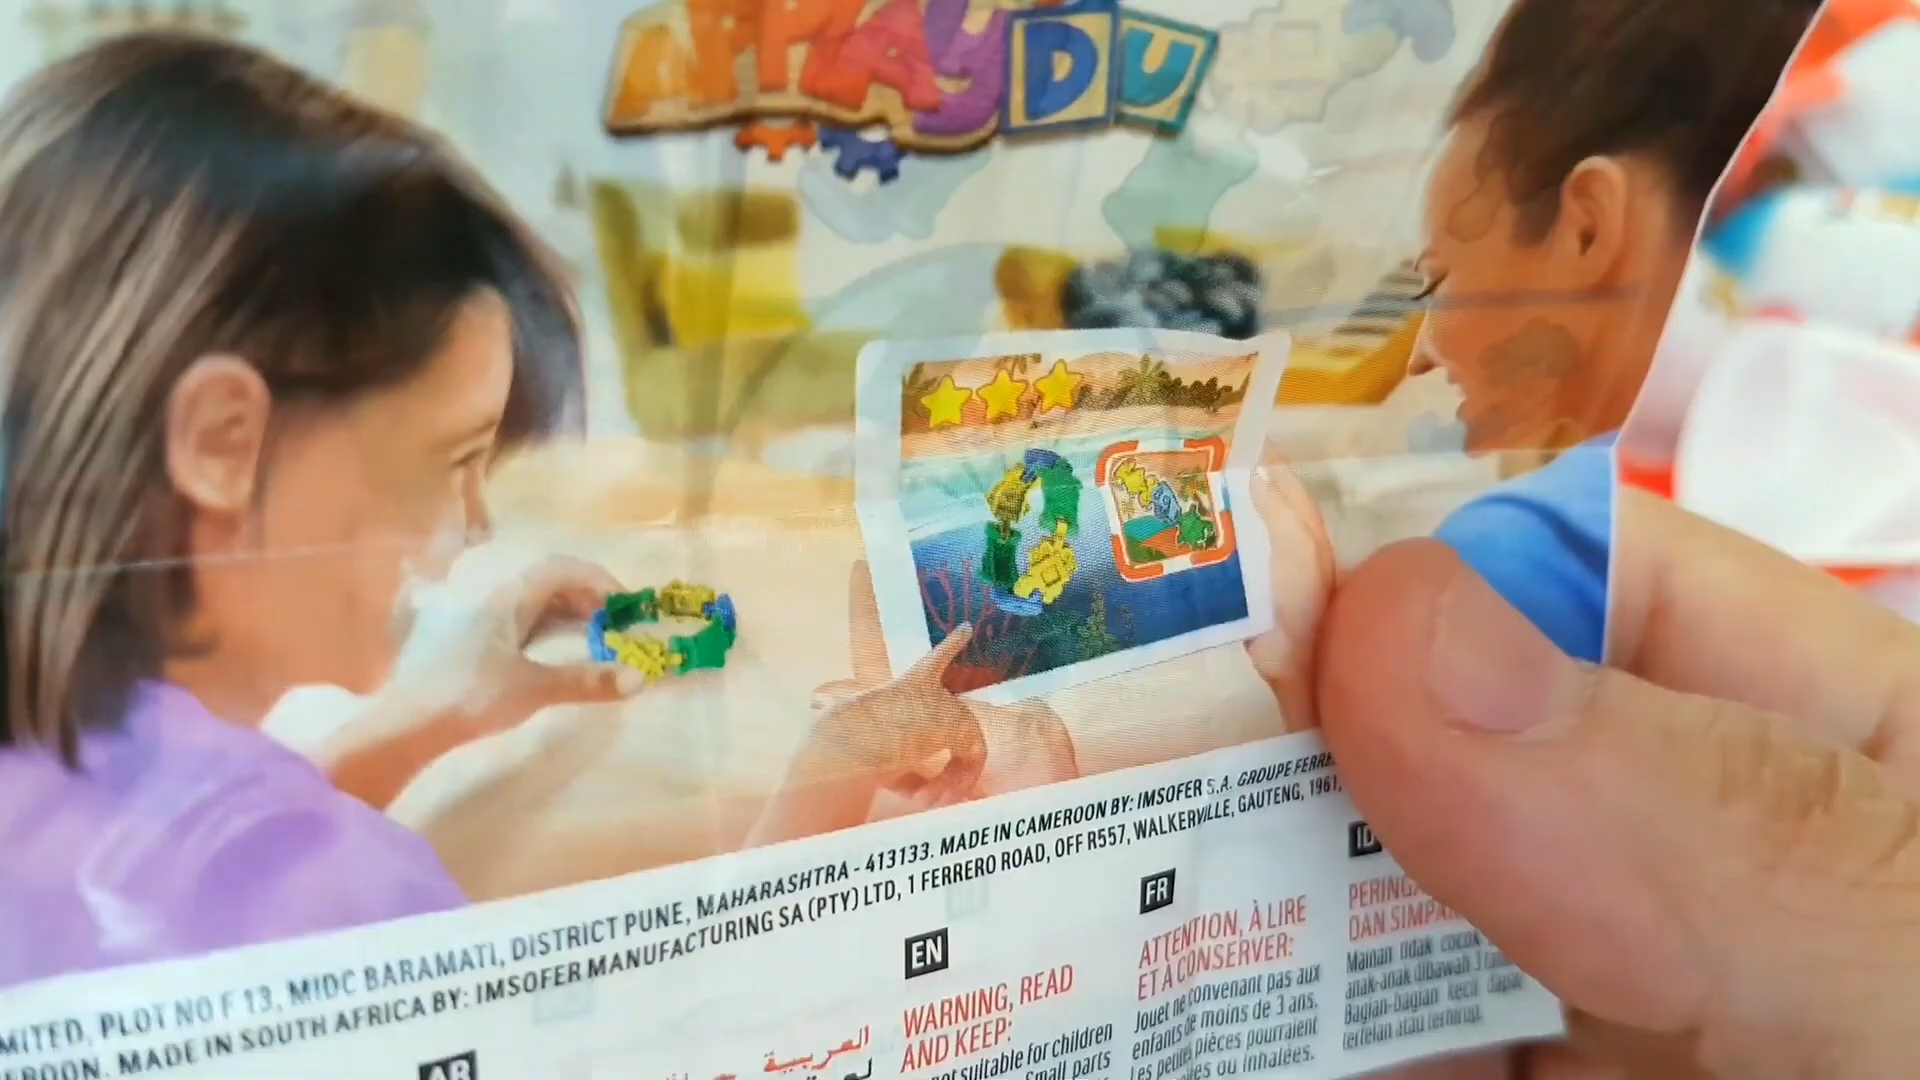 APPLAYDU
MITED, PLOT NO F 13, MIDC BARAMATI, DISTRICT PUNE, MAHARASHTRA - 413133. MADE IN CAMEROON BY: IMSOFER S.A. GROUPE FERRE
EROON. MADE IN SOUTH AFRICA BY: IMSOFER MANUFACTURING SA (PTY) LTD, 1 FERRERO ROAD, OFF R557, WALKERVILLE, GAUTENG, 1961,
AR
العربية
EN
WARNING, READ
AND KEEP:
not suitable for children
Small parts
FR
ATTENTION, À LIRE
ET À CONSERVER:
Jouet ne convenant pas aux
enfants de moins de 3 ans.
Les petites pièces pourraient
ou inhalées.
ID
DAN SIMPAN
Mainan tidak cocok
anak-anak dibawah 3
Bagian-bagian kecil dapat
tertelan atau terhirup.